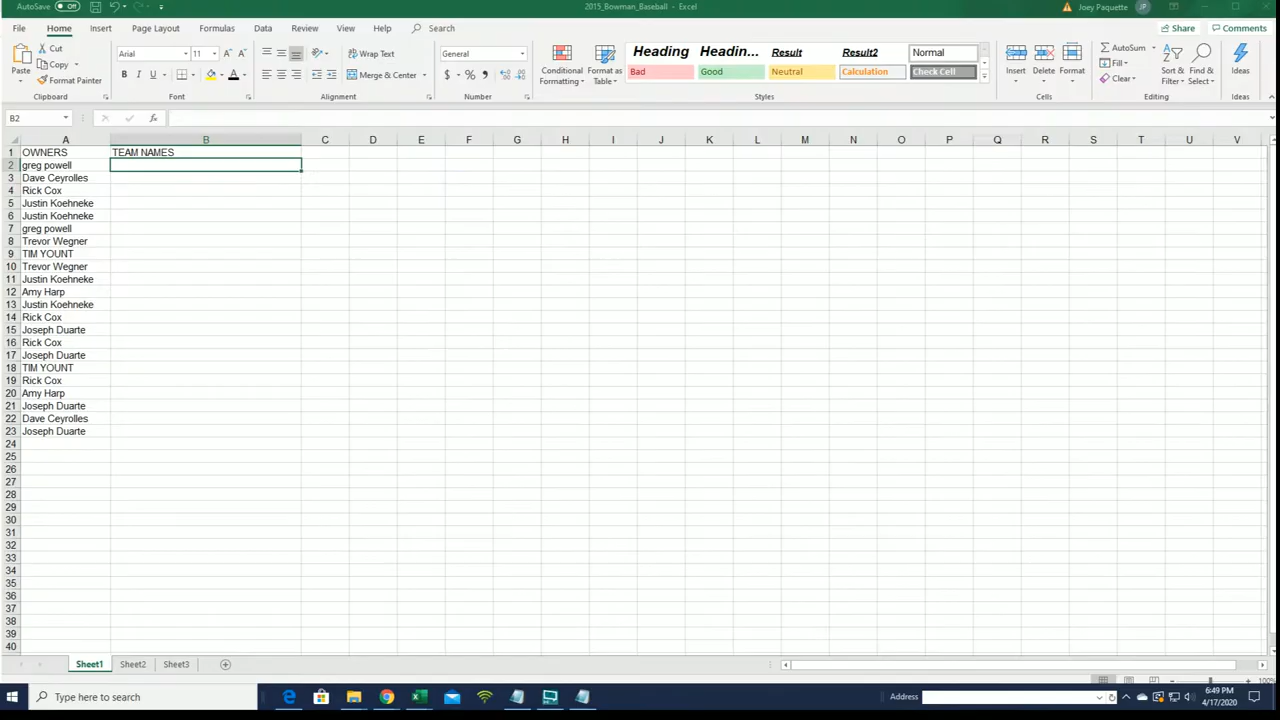 AutoSave
2015_Bowman_Baseball - Excel
Joey Paquette
JP
File Home Insert Page Layout Formulas Data Review View Help Search
Share Comments
Paste
Cut
Copy
Format Painter
Clipboard
Arial 11
B I U
Font
Wrap Text
Merge & Center
Alignment
General
$ % ,
Number
Conditional Formatting
Format as Table
Heading Headin... Result Result2 Normal
Bad Good Neutral Calculation Check Cell
Styles
Insert Delete Format
Cells
AutoSum
Fill
Clear
Sort & Filter
Find & Select
Editing
Ideas
Ideas
B2
fx
A B C D E F G H I J K L M N O P Q R S T U V
1 OWNERS TEAM NAMES
2 greg powell
3 Dave Ceyrolles
4 Rick Cox
5 Justin Koehneke
6 Justin Koehneke
7 greg powell
8 Trevor Wegner
9 TIM YOUNT
10 Trevor Wegner
11 Justin Koehneke
12 Amy Harp
13 Justin Koehneke
14 Rick Cox
15 Joseph Duarte
16 Rick Cox
17 Joseph Duarte
18 TIM YOUNT
19 Rick Cox
20 Amy Harp
21 Joseph Duarte
22 Dave Ceyrolles
23 Joseph Duarte
24
25
26
27
28
29
30
31
32
33
34
35
36
37
38
39
40
Sheet1 Sheet2 Sheet3
100%
Type here to search
Address
6:49 PM
4/17/2020